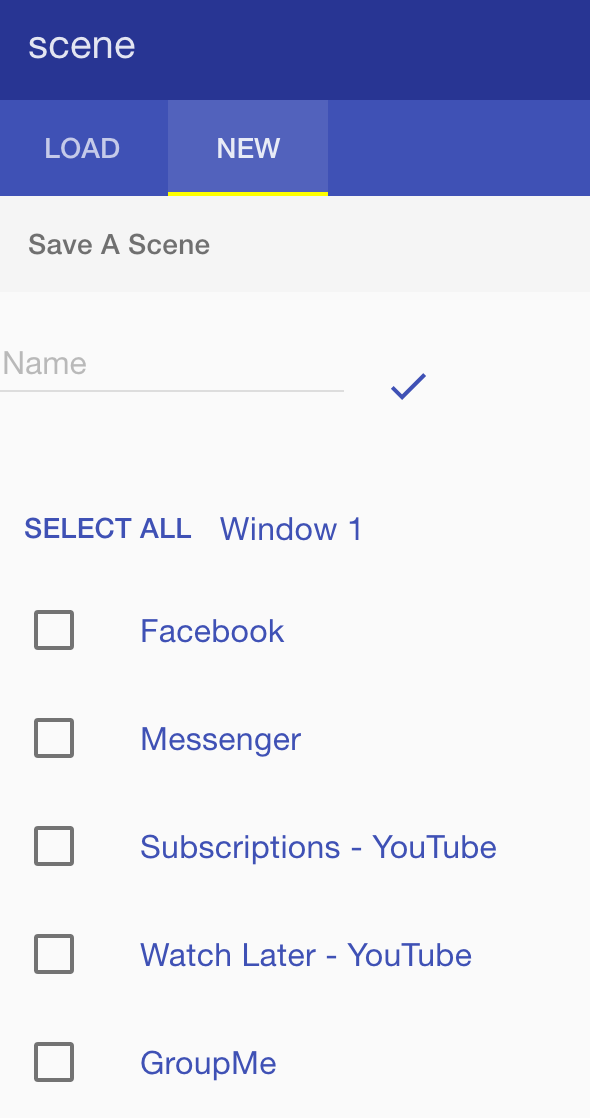 scene
LOAD NEW
Save A Scene
Name
SELECT ALL Window 1
Facebook
Messenger
Subscriptions - YouTube
Watch Later - YouTube
GroupMe